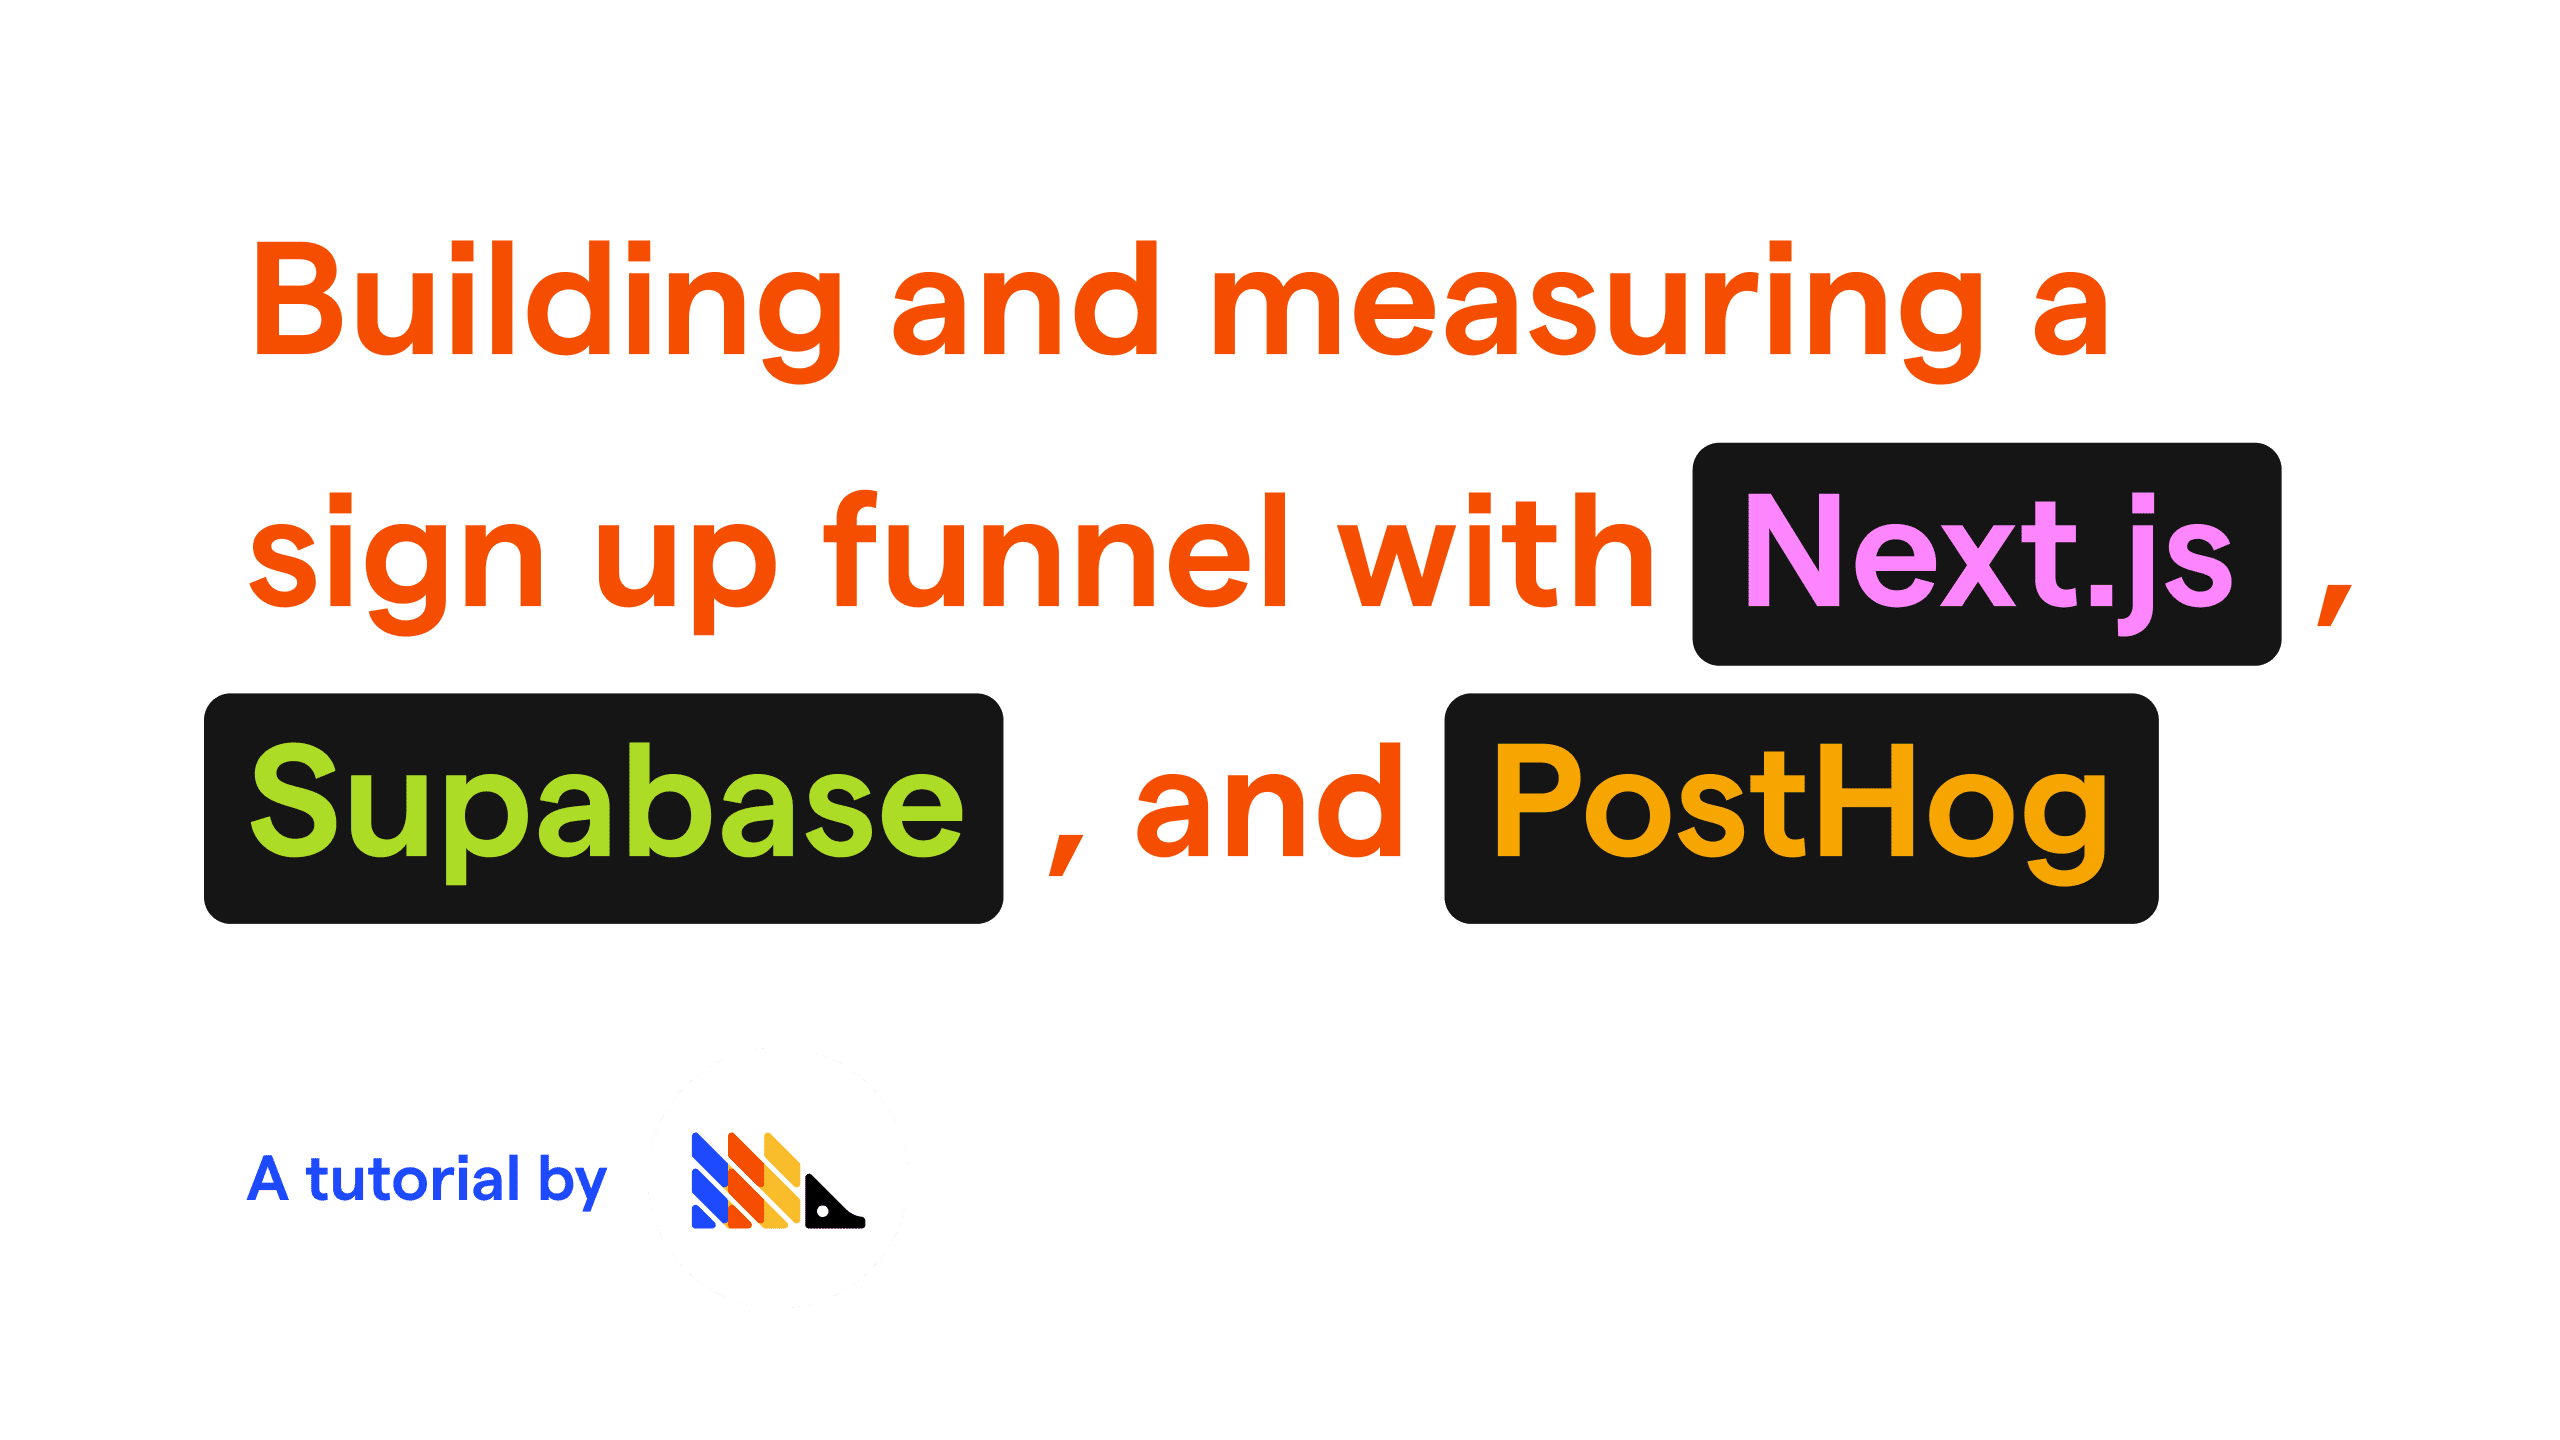 Building and measuring a
sign up funnel with Next.js ,
Supabase , and PostHog
A tutorial by